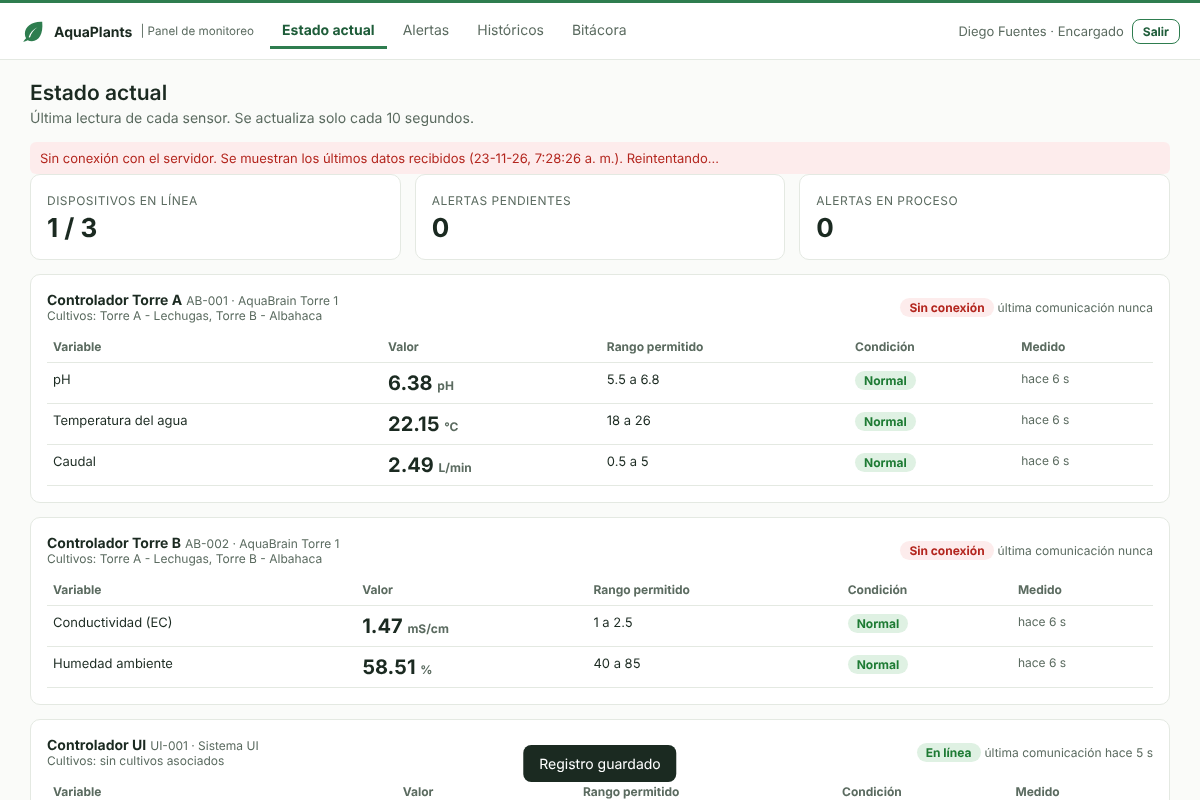 AquaPlants | Panel de monitoreo Estado actual Alertas Históricos Bitácora Diego Fuentes · Encargado Salir
Estado actual
Última lectura de cada sensor. Se actualiza solo cada 10 segundos.
Sin conexión con el servidor. Se muestran los últimos datos recibidos (23-11-26, 7:28:26 a. m.). Reintentando...
DISPOSITIVOS EN LÍNEA
1 / 3
ALERTAS PENDIENTES
0
ALERTAS EN PROCESO
0
Controlador Torre A AB-001 · AquaBrain Torre 1
Cultivos: Torre A - Lechugas, Torre B - Albahaca
Sin conexión última comunicación nunca
Variable Valor Rango permitido Condición Medido
pH 6.38 pH 5.5 a 6.8 Normal hace 6 s
Temperatura del agua 22.15 °C 18 a 26 Normal hace 6 s
Caudal 2.49 L/min 0.5 a 5 Normal hace 6 s
Controlador Torre B AB-002 · AquaBrain Torre 1
Cultivos: Torre A - Lechugas, Torre B - Albahaca
Sin conexión última comunicación nunca
Variable Valor Rango permitido Condición Medido
Conductividad (EC) 1.47 mS/cm 1 a 2.5 Normal hace 6 s
Humedad ambiente 58.51 % 40 a 85 Normal hace 6 s
Controlador UI UI-001 · Sistema UI
Cultivos: sin cultivos asociados
En línea última comunicación hace 5 s
Registro guardado
Variable Valor Rango permitido Condición Medido